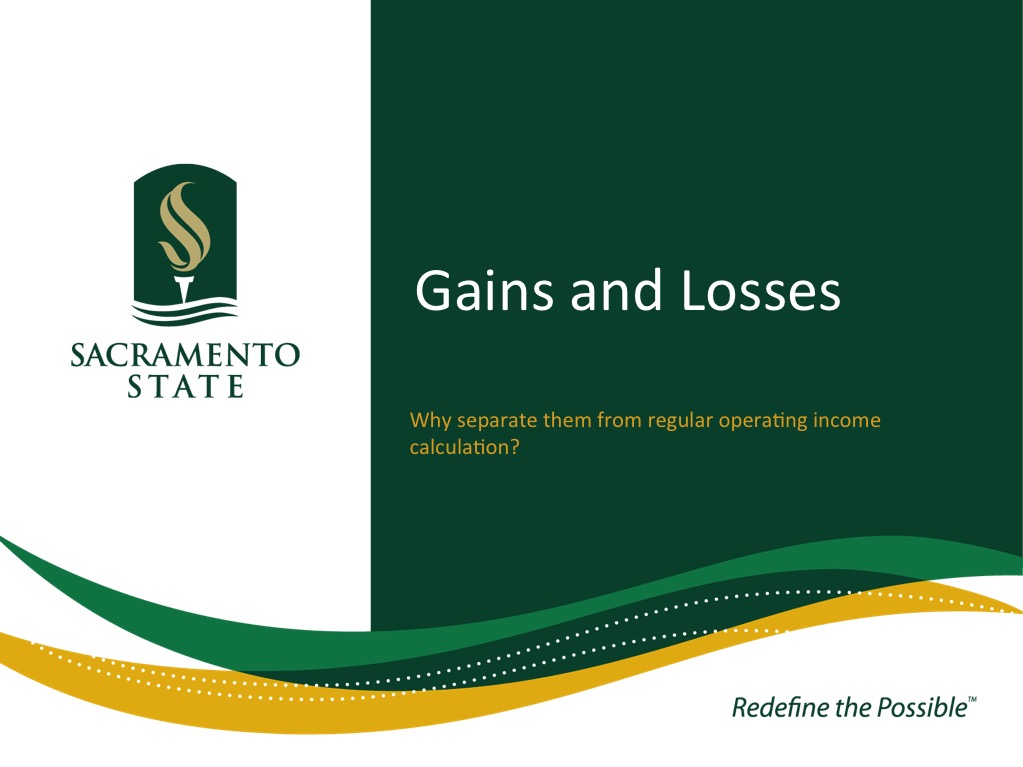 SACRAMENTO
STATE
Gains and Losses
Why separate them from regular operating income
calculation?
Redefine the Possible™